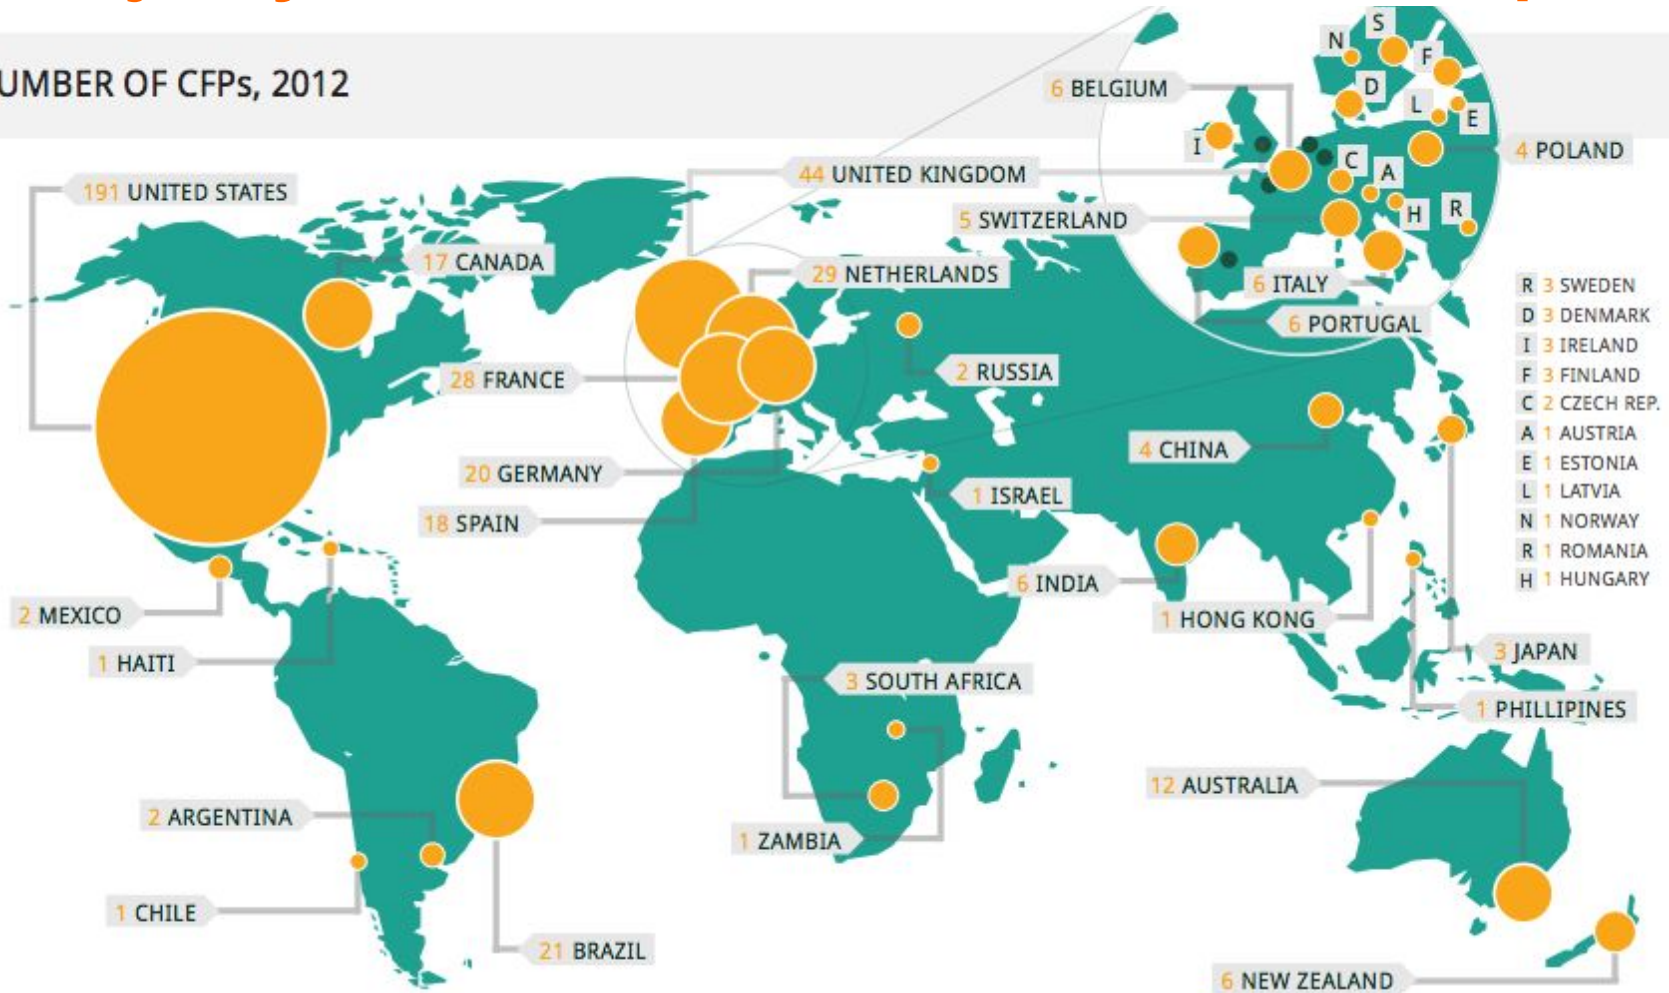 UMBER OF CFPs, 2012
191 UNITED STATES
17 CANADA
44 UNITED KINGDOM
29 NETHERLANDS
28 FRANCE
20 GERMANY
18 SPAIN
2 MEXICO
1 HAITI
2 ARGENTINA
1 CHILE
21 BRAZIL
3 SOUTH AFRICA
1 ZAMBIA
2 RUSSIA
1 ISRAEL
6 INDIA
4 CHINA
1 HONG KONG
3 JAPAN
1 PHILLIPINES
12 AUSTRALIA
6 NEW ZEALAND
6 BELGIUM
5 SWITZERLAND
6 ITALY
6 PORTUGAL
4 POLAND
S
N
F
D
L
E
I
C
A
H
R
R 3 SWEDEN
D 3 DENMARK
I 3 IRELAND
F 3 FINLAND
C 2 CZECH REP.
A 1 AUSTRIA
E 1 ESTONIA
L 1 LATVIA
N 1 NORWAY
R 1 ROMANIA
H 1 HUNGARY